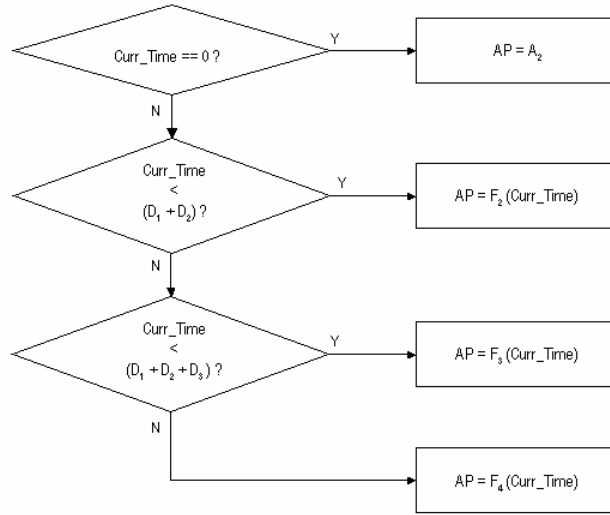 Curr_Time == 0 ?
Y
AP = A₂
N
Curr_Time
<
(D₁ + D₂) ?
Y
AP = F₂ (Curr_Time)
N
Curr_Time
<
(D₁ + D₂ + D₃) ?
Y
AP = F₃ (Curr_Time)
N
AP = F₄ (Curr_Time)